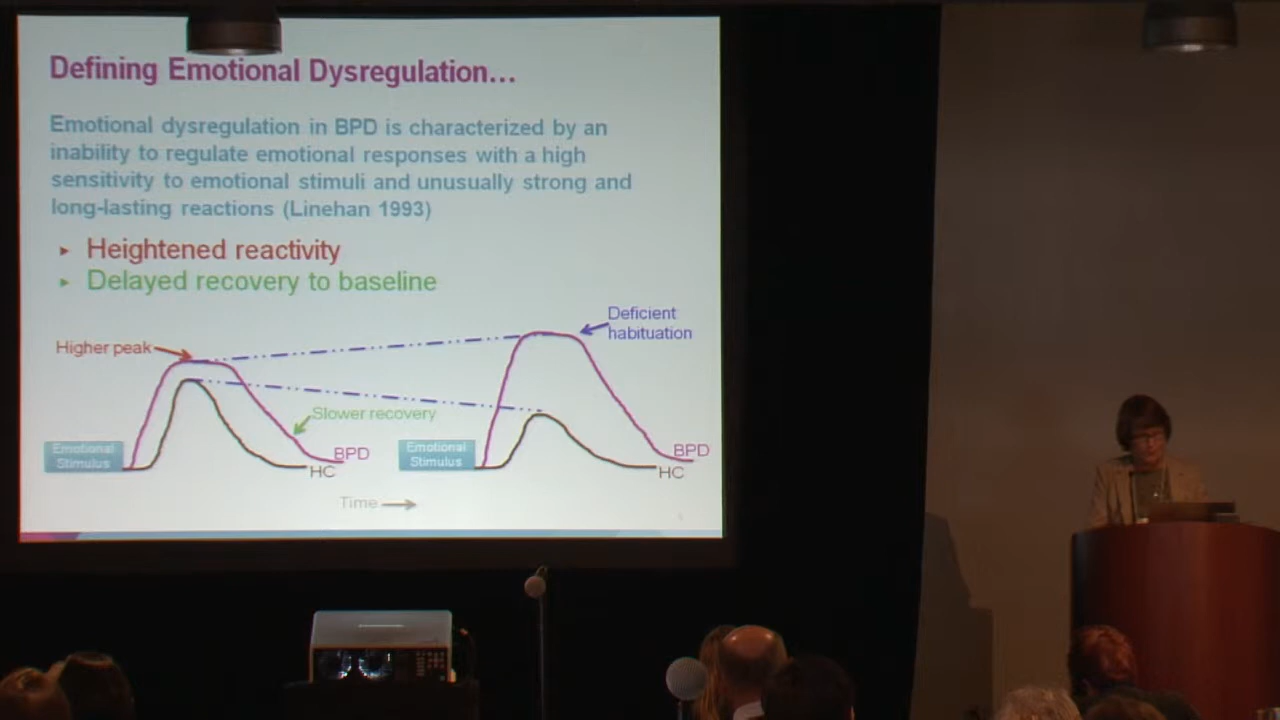 Defining Emotional Dysregulation...
Emotional dysregulation in BPD is characterized by an
inability to regulate emotional responses with a high
sensitivity to emotional stimuli and unusually strong and
long-lasting reactions (Linehan 1993)
▸ Heightened reactivity
▸ Delayed recovery to baseline
Deficient
habituation
Higher peak
Slower recovery
Emotional
Stimulus
BPD
HC
Emotional
Stimulus
BPD
HC
Time